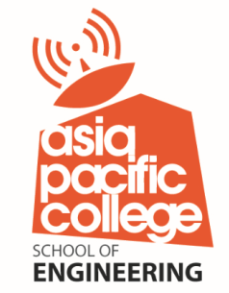 asia
pacific
college
SCHOOL OF
ENGINEERING